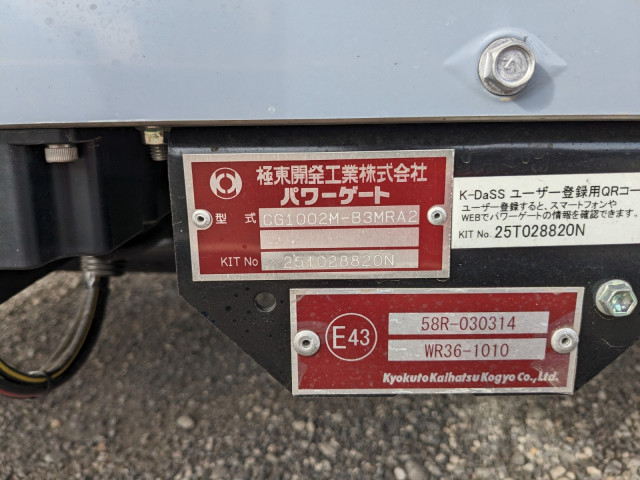 極東開発工業株式会社
パワーゲート
型式 CG1002M-B3MRA2
KIT No 25T028820N
K-DaSS ユーザー登録用QRコー
ユーザー登録すると、スマートフォンや
WEBでパワーゲートの情報を確認できます。
KIT No. 25T028820N
E43
58R-030314
WR36-1010
Kyokuto Kaihatsu Kogyo Co., Ltd.